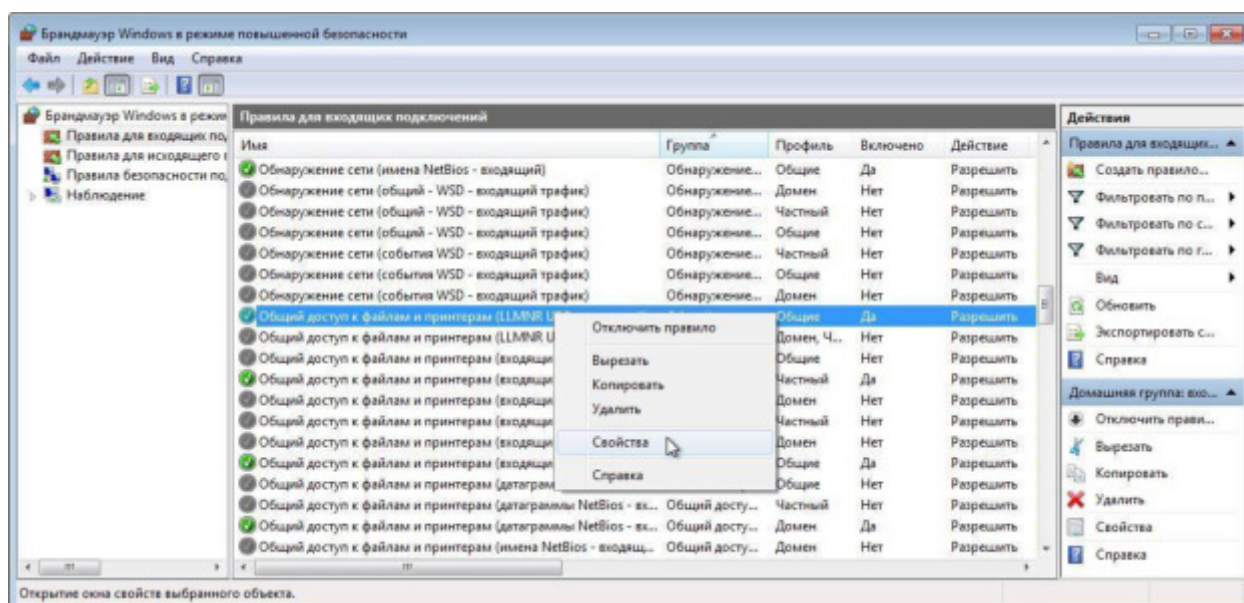 Брандмауэр Windows в режиме повышенной безопасности
Файл Действие Вид Справка
Брандмауэр Windows в режим
Правила для входящих под
Правила для исходящего
Правила безопасности по
Наблюдение
Правила для входящих подключений
Имя Группа Профиль Включено Действие
Обнаружение сети (имена NetBios - входящий) Обнаружение... Общие Да Разрешить
Обнаружение сети (общий - WSD - входящий трафик) Обнаружение... Домен Нет Разрешить
Обнаружение сети (общий - WSD - входящий трафик) Обнаружение... Частный Нет Разрешить
Обнаружение сети (общий - WSD - входящий трафик) Обнаружение... Общие Нет Разрешить
Обнаружение сети (события WSD - входящий трафик) Обнаружение... Частный Нет Разрешить
Обнаружение сети (события WSD - входящий трафик) Обнаружение... Общие Нет Разрешить
Обнаружение сети (события WSD - входящий трафик) Обнаружение... Домен Нет Разрешить
Общий доступ к файлам и принтерам (LLMNR U Общие Да Разрешить
Общий доступ к файлам и принтерам (LLMNR U Домен, Ч... Нет Разрешить
Общий доступ к файлам и принтерам (входящи Общие Нет Разрешить
Общий доступ к файлам и принтерам (входящи Частный Да Разрешить
Общий доступ к файлам и принтерам (входящи Домен Нет Разрешить
Общий доступ к файлам и принтерам (входящи Частный Нет Разрешить
Общий доступ к файлам и принтерам (входящи Домен Нет Разрешить
Общий доступ к файлам и принтерам (входящи Общие Да Разрешить
Общий доступ к файлам и принтерам (датаграм Общие Нет Разрешить
Общий доступ к файлам и принтерам (датаграммы NetBios - вх... Общий досту... Частный Нет Разрешить
Общий доступ к файлам и принтерам (датаграммы NetBios - вх... Общий досту... Домен Да Разрешить
Общий доступ к файлам и принтерам (имена NetBios - входящ... Общий досту... Домен Нет Разрешить
Отключить правило
Вырезать
Копировать
Удалить
Свойства
Справка
Действия
Правила для входящих...
Создать правило...
Фильтровать по п...
Фильтровать по с...
Фильтровать по г...
Вид
Обновить
Экспортировать с...
Справка
Домашняя группа: вхо...
Отключить прави...
Вырезать
Копировать
Удалить
Свойства
Справка
Открытие окна свойств выбранного объекта.